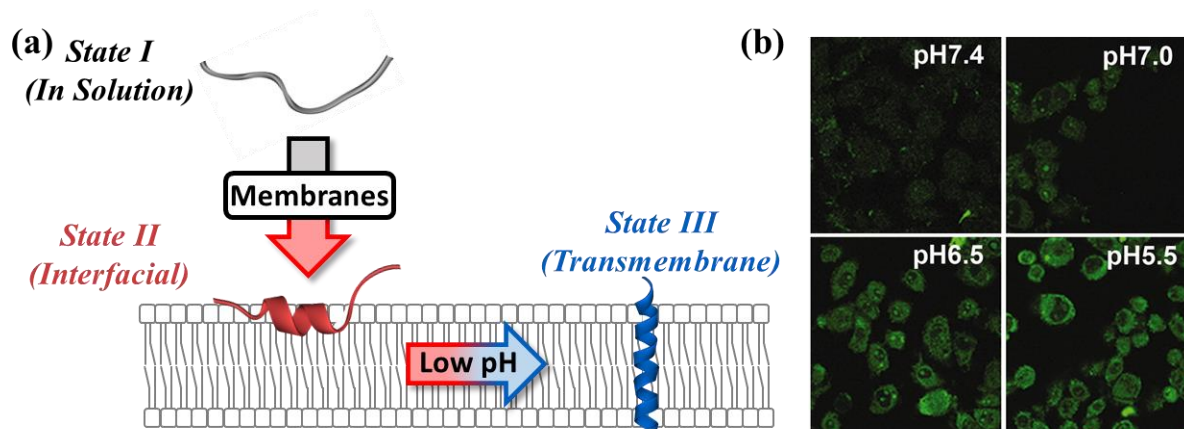 (a)
State I
(In Solution)
Membranes
State II
(Interfacial)
State III
(Transmembrane)
Low pH
(b)
pH7.4
pH7.0
pH6.5
pH5.5